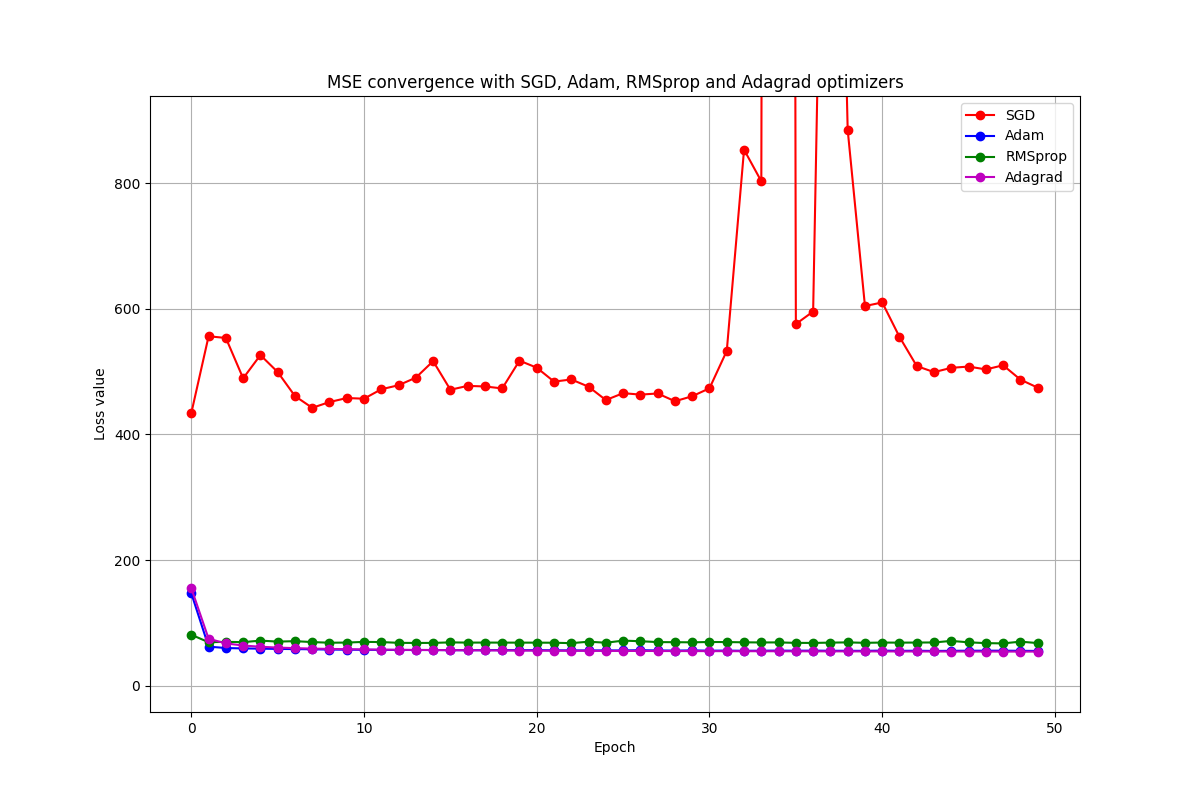 MSE convergence with SGD, Adam, RMSprop and Adagrad optimizers
SGD
Adam
RMSprop
Adagrad
800
600
400
200
0
Loss value
0 10 20 30 40 50
Epoch